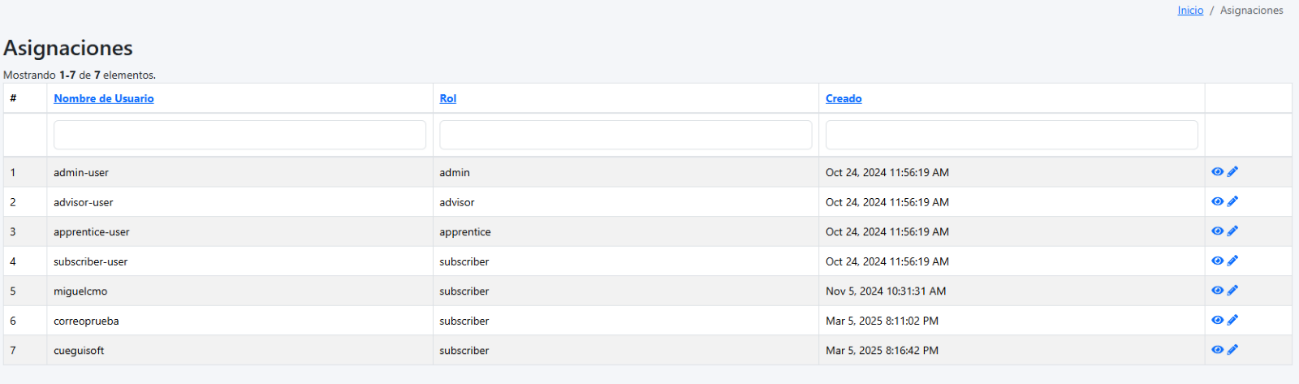 Inicio / Asignaciones
Asignaciones
Mostrando 1-7 de 7 elementos.
# Nombre de Usuario Rol Creado
1 admin-user admin Oct 24, 2024 11:56:19 AM
2 advisor-user advisor Oct 24, 2024 11:56:19 AM
3 apprentice-user apprentice Oct 24, 2024 11:56:19 AM
4 subscriber-user subscriber Oct 24, 2024 11:56:19 AM
5 miguelcmo subscriber Nov 5, 2024 10:31:31 AM
6 correoprueba subscriber Mar 5, 2025 8:11:02 PM
7 cueguisoft subscriber Mar 5, 2025 8:16:42 PM